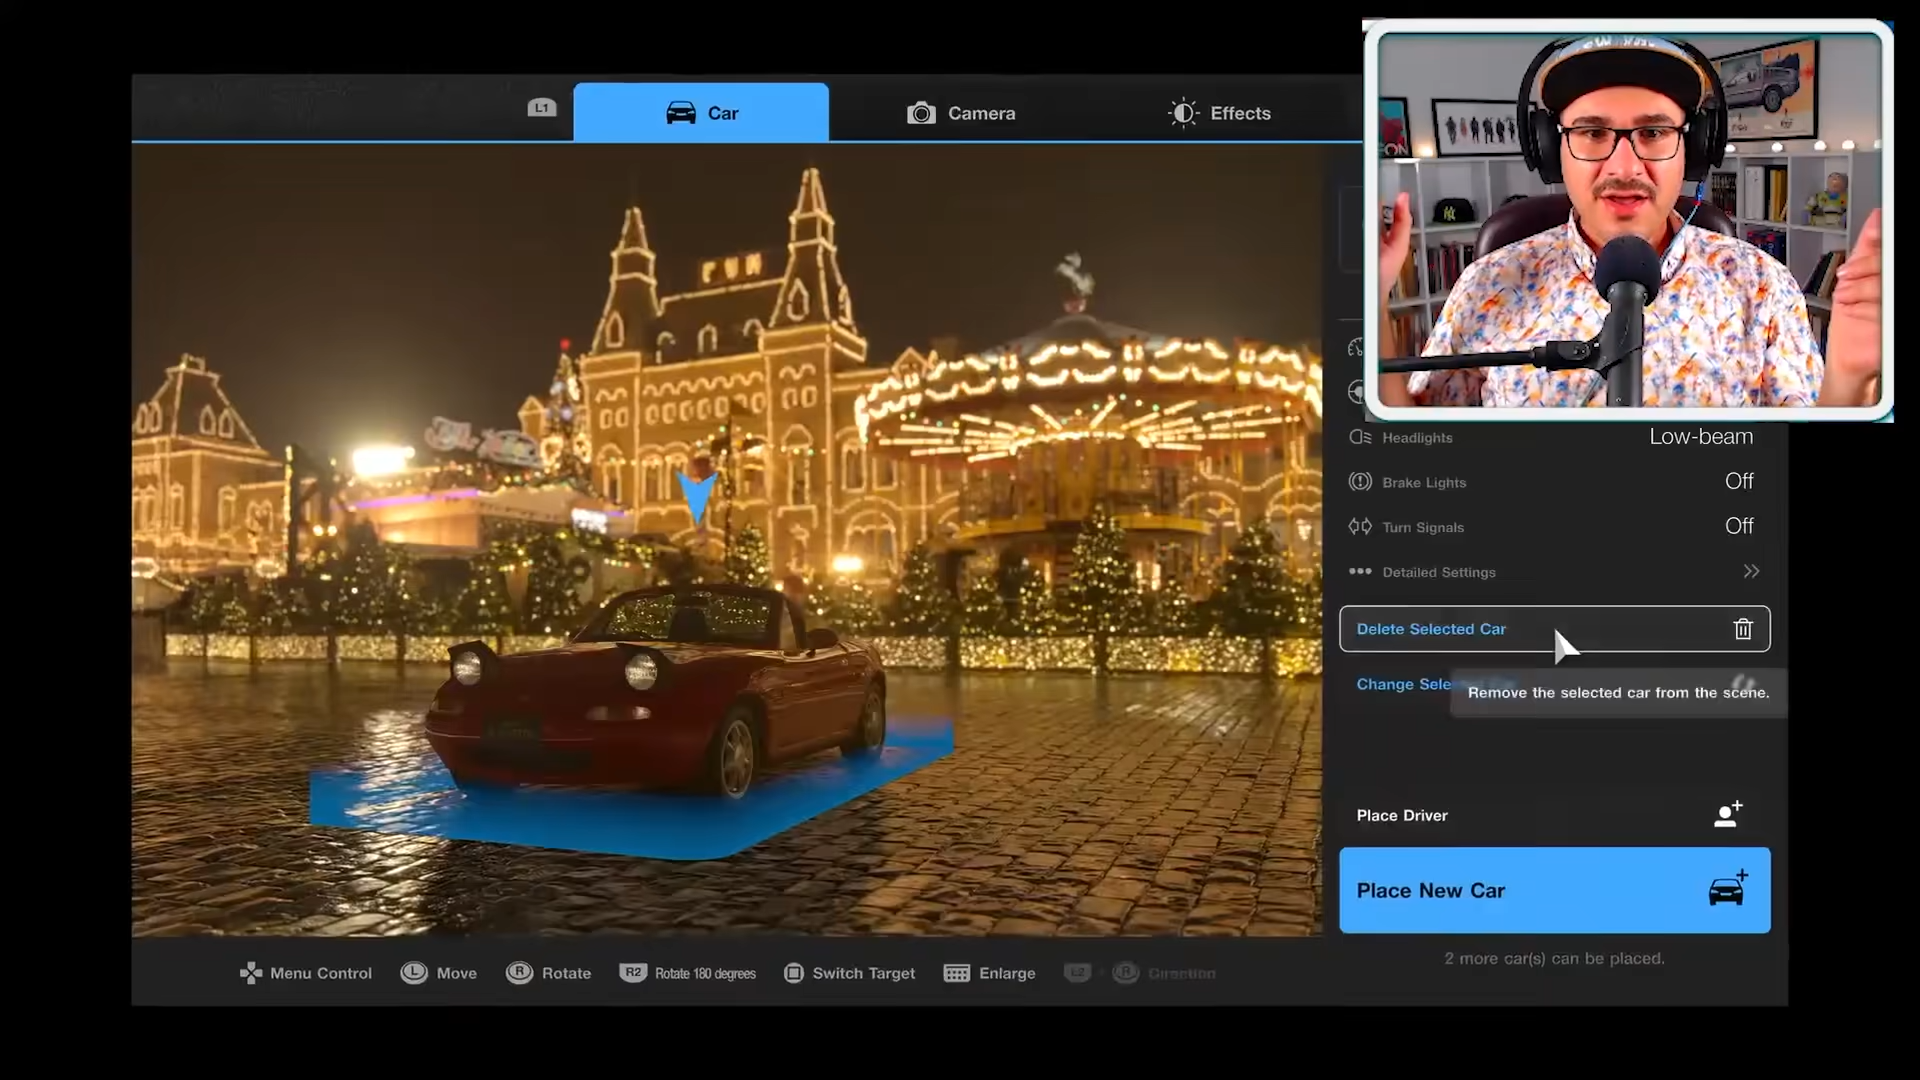 L1
Car
Camera
Effects
Headlights
Low-beam
Brake Lights
Off
Turn Signals
Off
Detailed Settings
Delete Selected Car
Change
Remove the selected car from the scene.
Place Driver
Place New Car
2 more car(s) can be placed.
Menu Control
L
Move
R
Rotate
R2
Rotate 180 degrees
Switch Target
Enlarge
L2
R
Direction